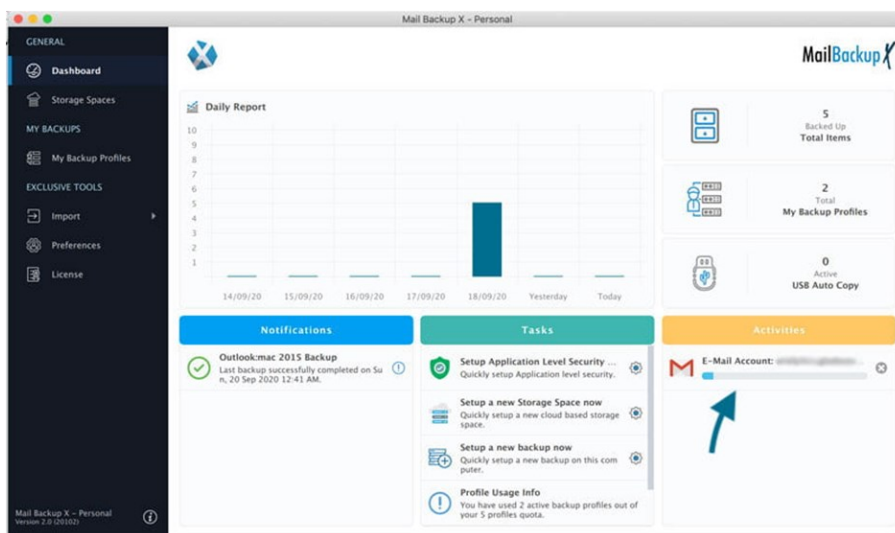 Mail Backup X - Personal
GENERAL
Dashboard
Storage Spaces
MY BACKUPS
My Backup Profiles
EXCLUSIVE TOOLS
Import
Preferences
License
Mail Backup X - Personal
Version 2.0 (20102)
MailBackup X
Daily Report
10
9
8
7
6
5
4
3
2
1
14/09/20 15/09/20 16/09/20 17/09/20 18/09/20 Yesterday Today
5
Backed Up
Total Items
2
Total
My Backup Profiles
0
Active
USB Auto Copy
Notifications
Outlook:mac 2015 Backup
Last backup successfully completed on Su
n, 20 Sep 2020 12:41 AM.
Tasks
Setup Application Level Security ...
Quickly setup Application level security.
Setup a new Storage Space now
Quickly setup a new cloud based storage
space.
Setup a new backup now
Quickly setup a new backup on this com
puter.
Profile Usage Info
You have used 2 active backup profiles out of
your 5 profiles quota.
Activities
E-Mail Account: